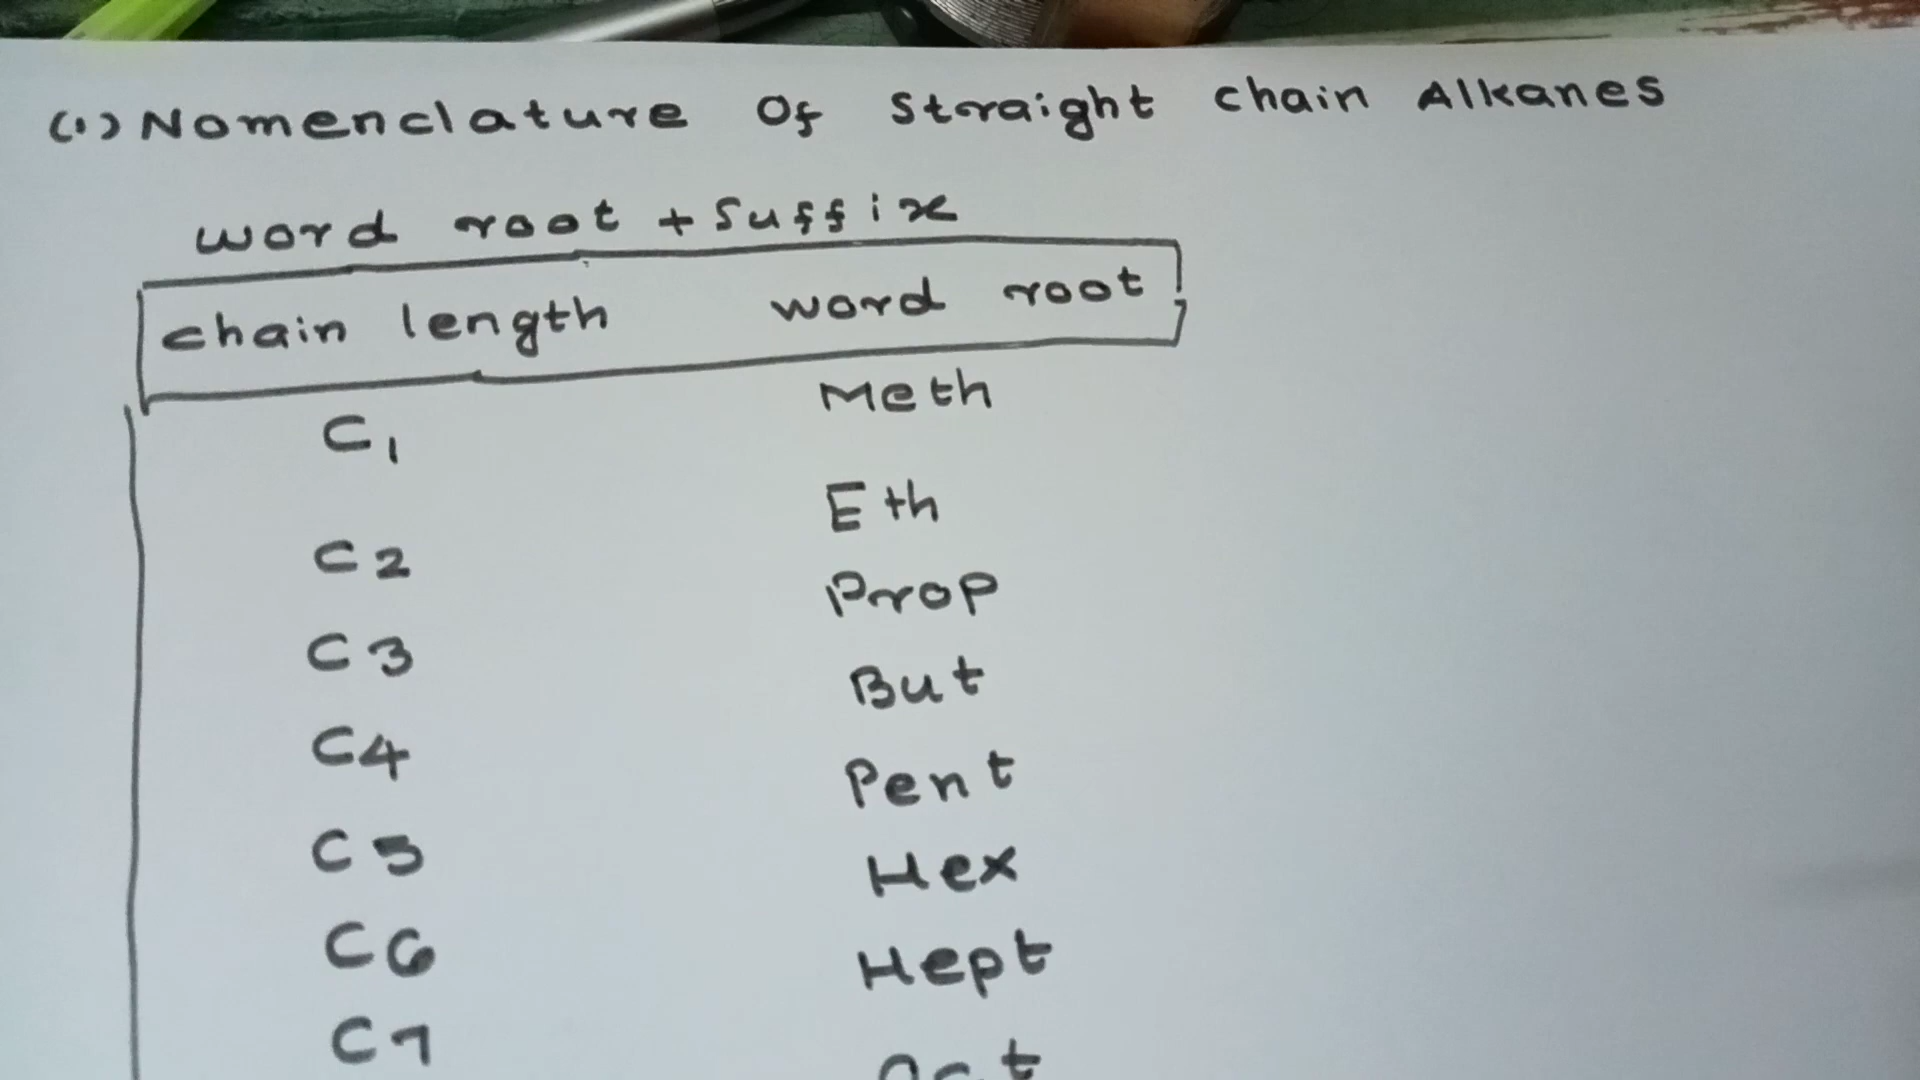 (1) Nomenclature Of Straight chain Alkanes
word root + Suffix
chain length word root
C1 Meth
C2 Eth
C3 Prop
C4 But
C5 Pent
C6 Hex
C7 Hept
Oct